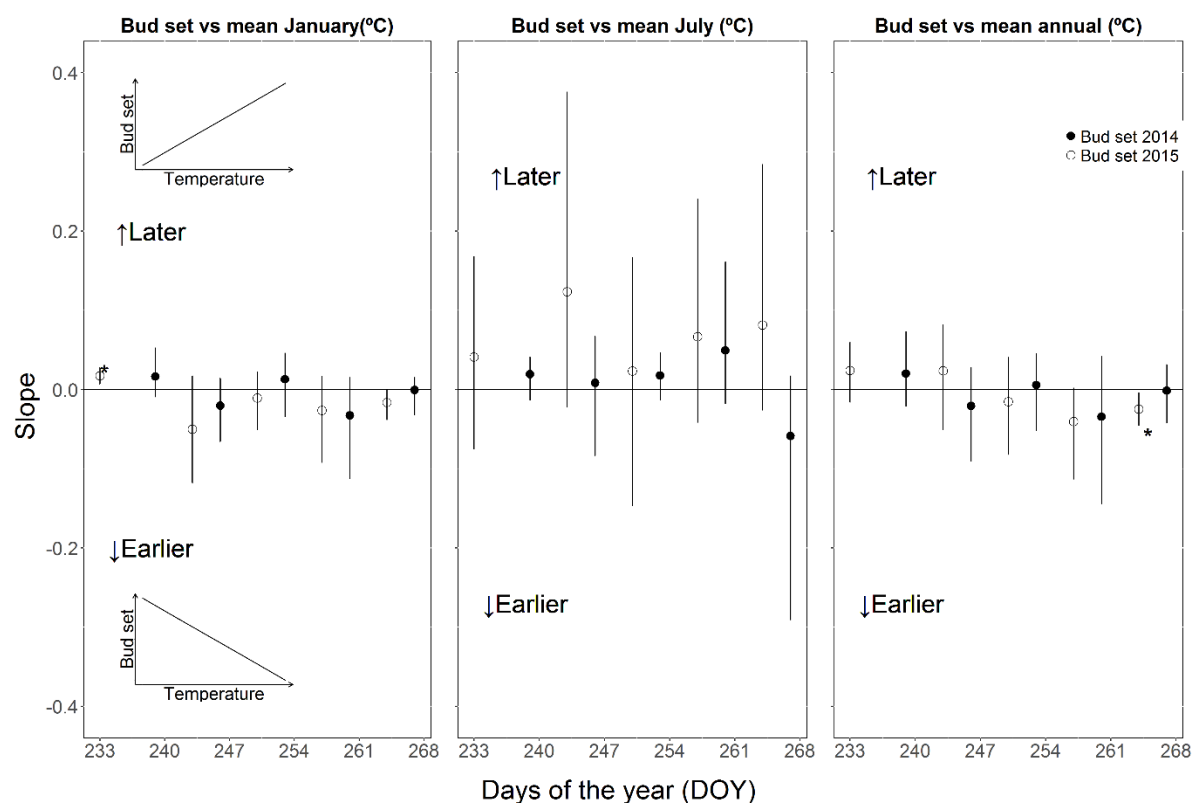 Bud set vs mean January(ºC)
Bud set vs mean July (ºC)
Bud set vs mean annual (ºC)
Slope
0.4
0.2
0.0
-0.2
-0.4
Bud set
Temperature
↑Later
*
↓Earlier
Bud set
Temperature
↑Later
↓Earlier
Bud set 2014
Bud set 2015
↑Later
*
↓Earlier
233 240 247 254 261 268
233 240 247 254 261 268
233 240 247 254 261 268
Days of the year (DOY)